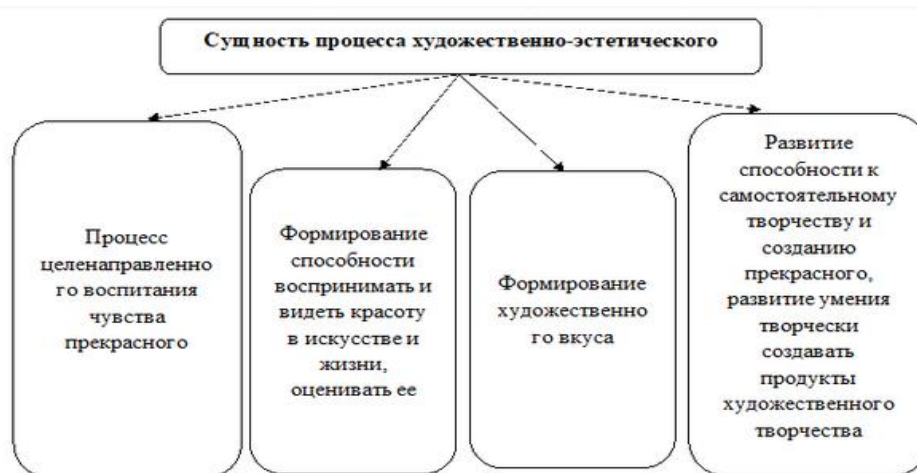 Сущность процесса художественно-эстетического
Процесс
целенаправленно
го воспитания
чувства
прекрасного
Формирование
способности
воспринимать и
видеть красоту
в искусстве и
жизни,
оценивать ее
Формирование
художественно
го вкуса
Развитие
способности к
самостоятельному
творчеству и
созданию
прекрасного,
развитие умения
творчески
создавать
продукты
художественного
творчества